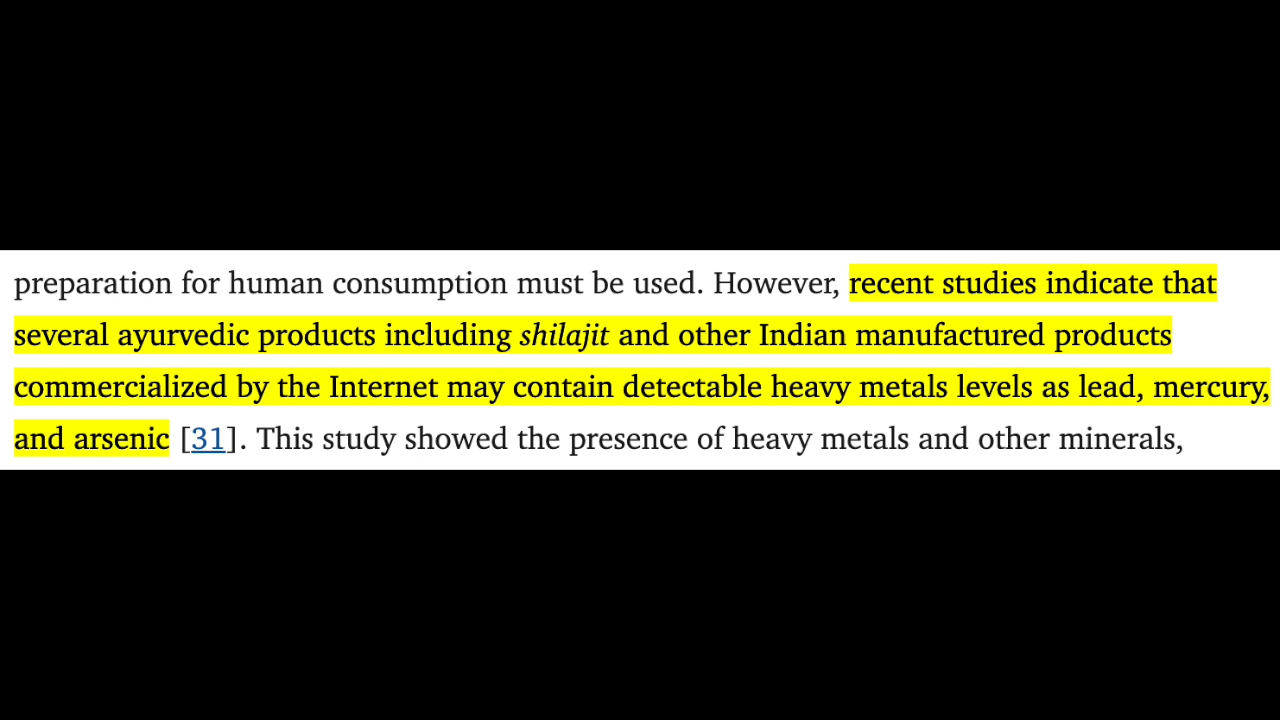 preparation for human consumption must be used. However, recent studies indicate that
several ayurvedic products including shilajit and other Indian manufactured products
commercialized by the Internet may contain detectable heavy metals levels as lead, mercury,
and arsenic [31]. This study showed the presence of heavy metals and other minerals,